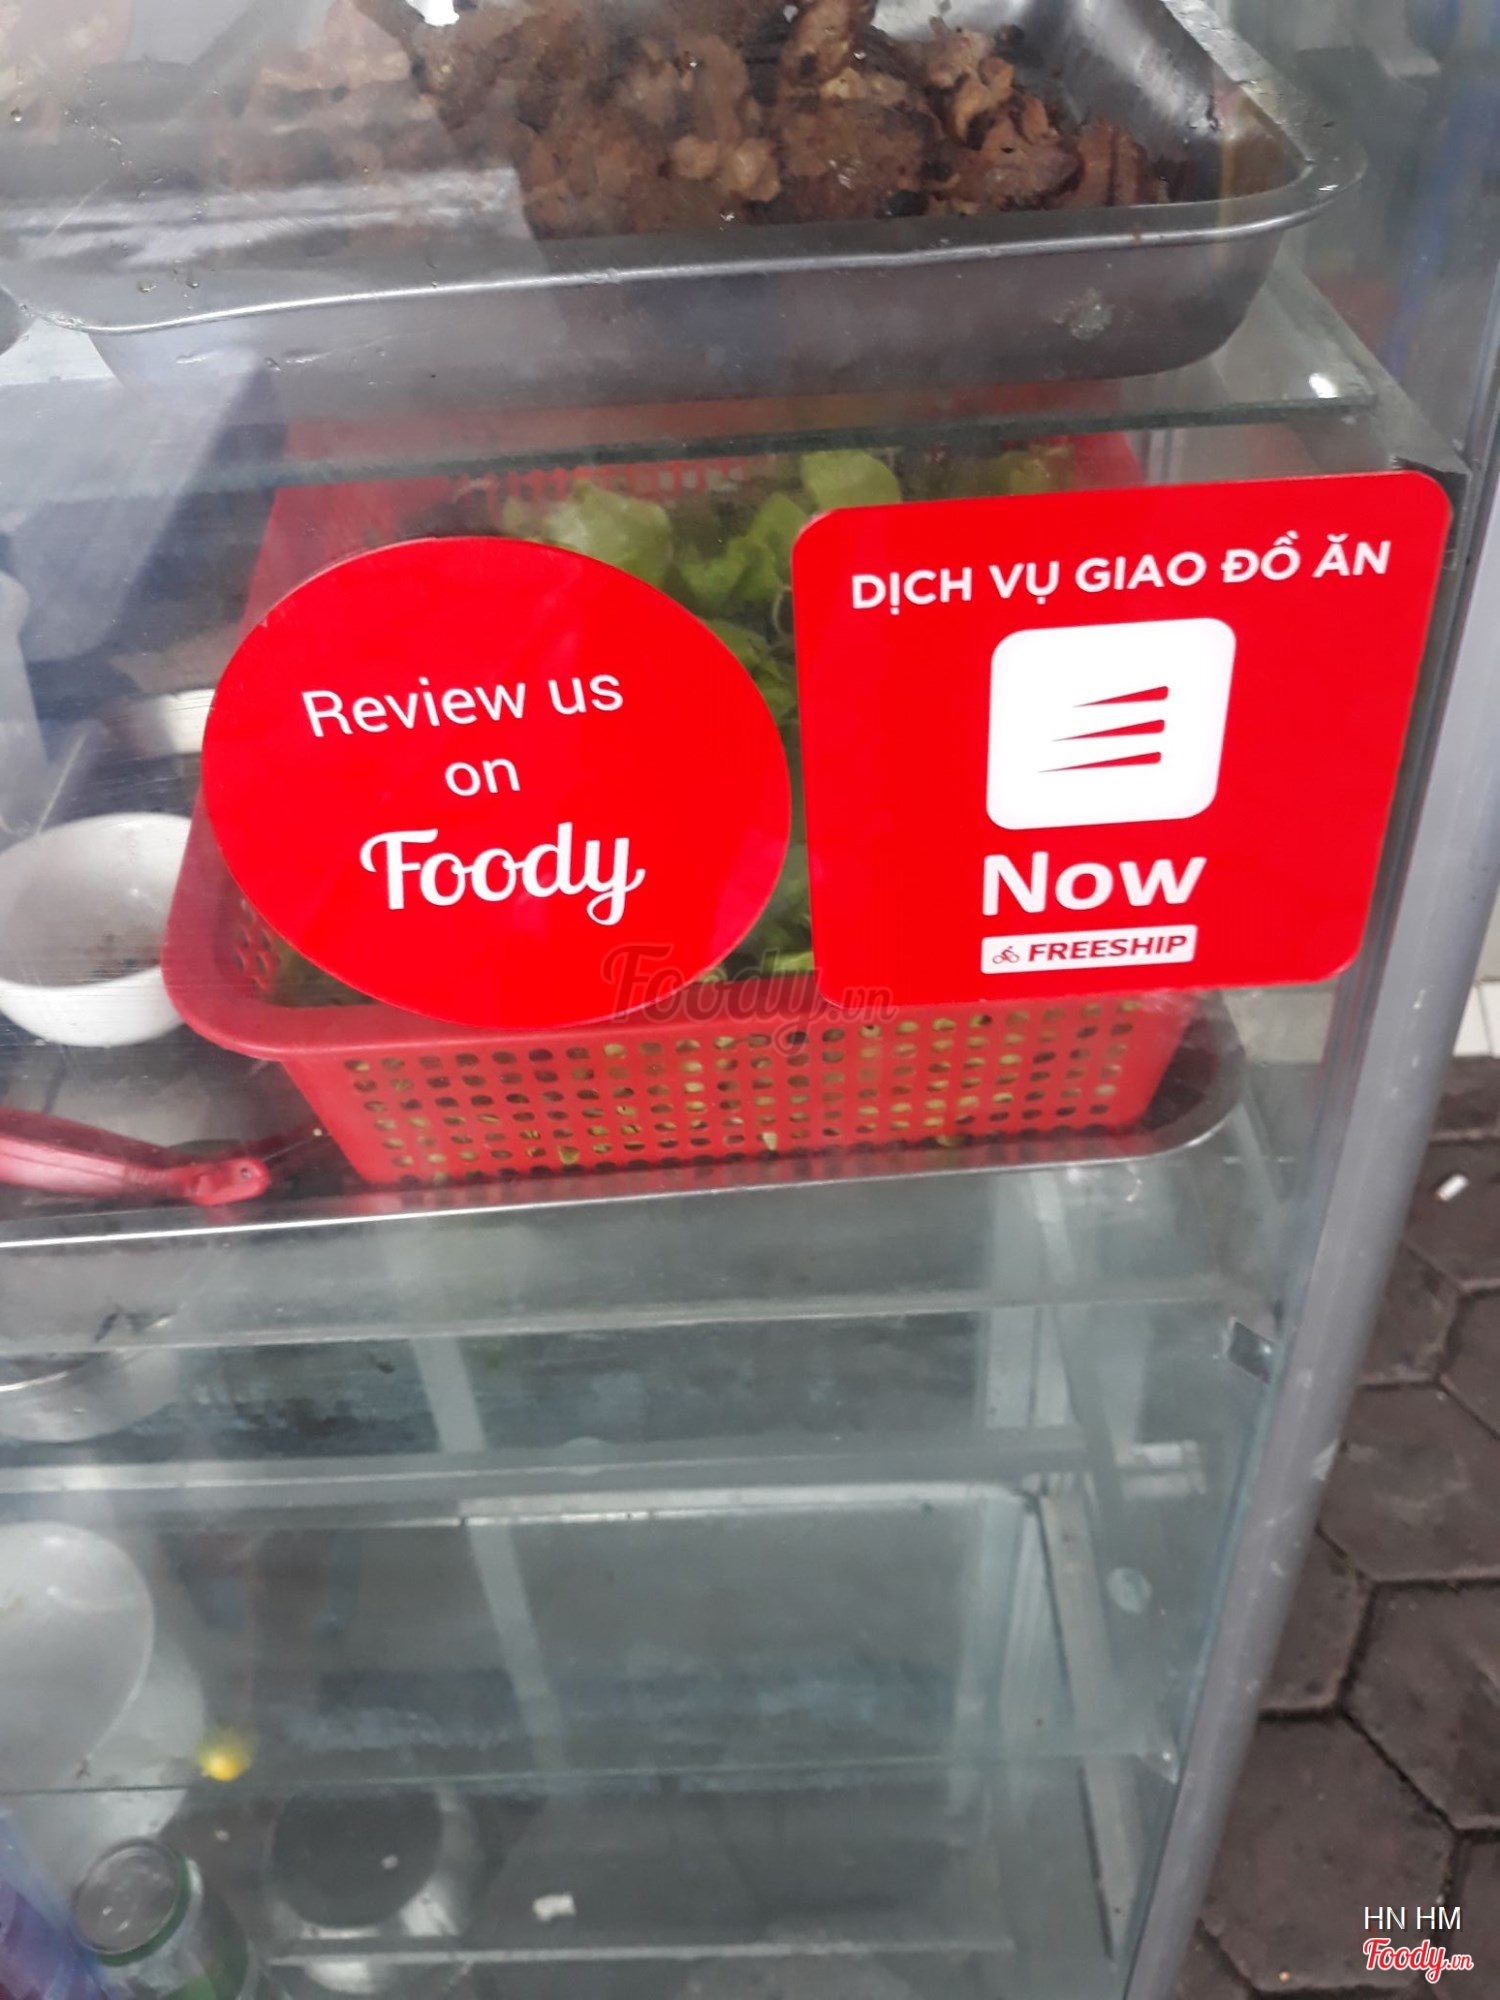 Review us
on
Foody
DỊCH VỤ GIAO ĐỒ ĂN
Now
FREESHIP
Foody.vn
HN HM
Foody.vn